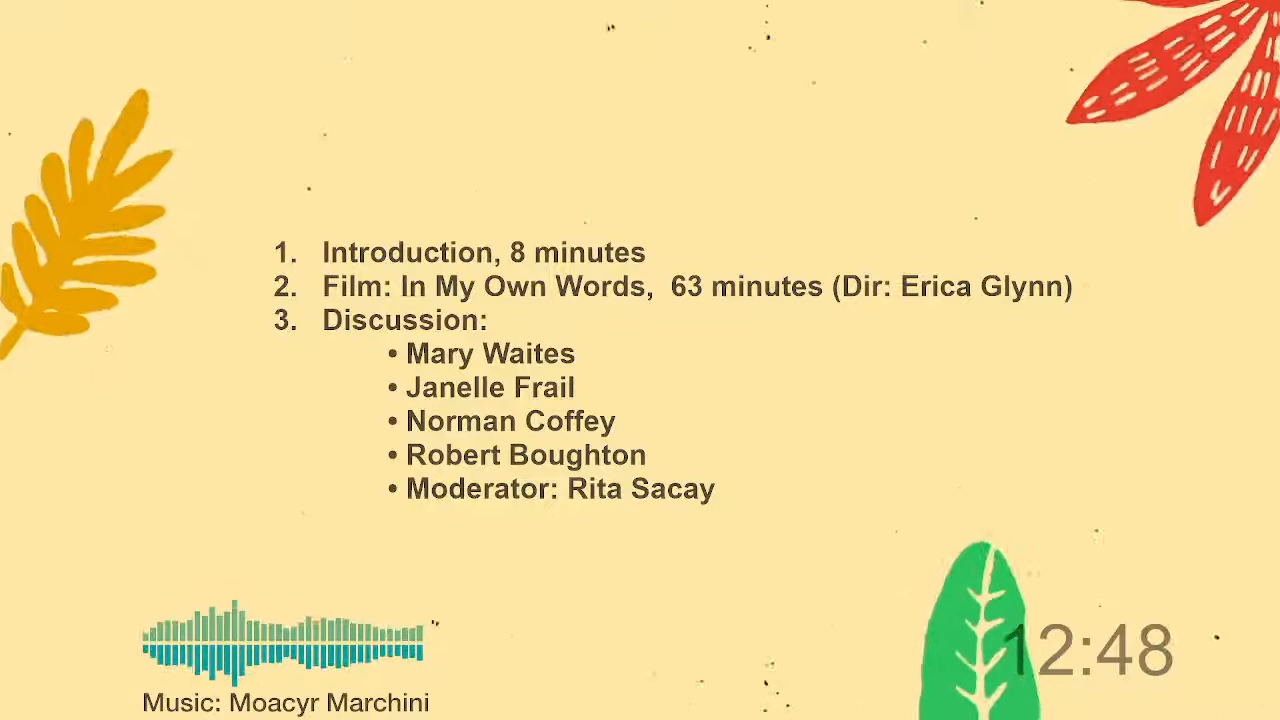 1. Introduction, 8 minutes
2. Film: In My Own Words,  63 minutes (Dir: Erica Glynn)
3. Discussion:
• Mary Waites
• Janelle Frail
• Norman Coffey
• Robert Boughton
• Moderator: Rita Sacay
12:48
Music: Moacyr Marchini